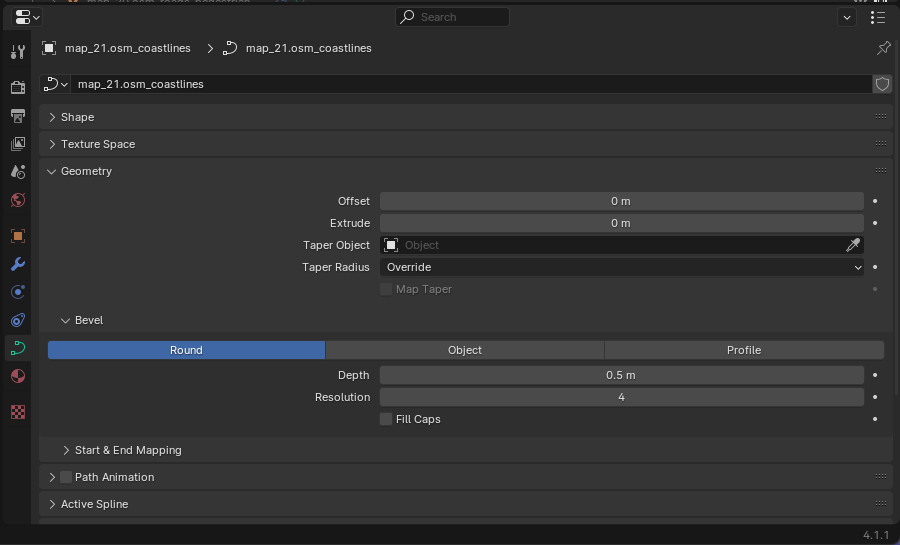 Search
map_21.osm_coastlines map_21.osm_coastlines
map_21.osm_coastlines
Shape
Texture Space
Geometry
Offset 0 m
Extrude 0 m
Taper Object Object
Taper Radius Override
Map Taper
Bevel
Round Object Profile
Depth 0.5 m
Resolution 4
Fill Caps
Start & End Mapping
Path Animation
Active Spline
4.1.1